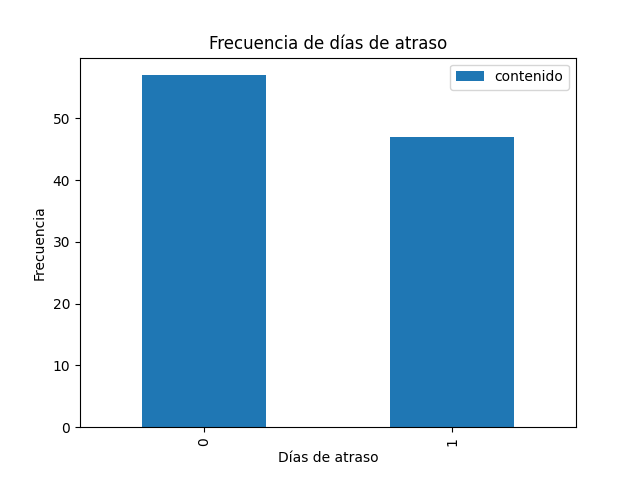 Frecuencia de días de atraso
contenido
Frecuencia
50
40
30
20
10
0
0
1
Días de atraso